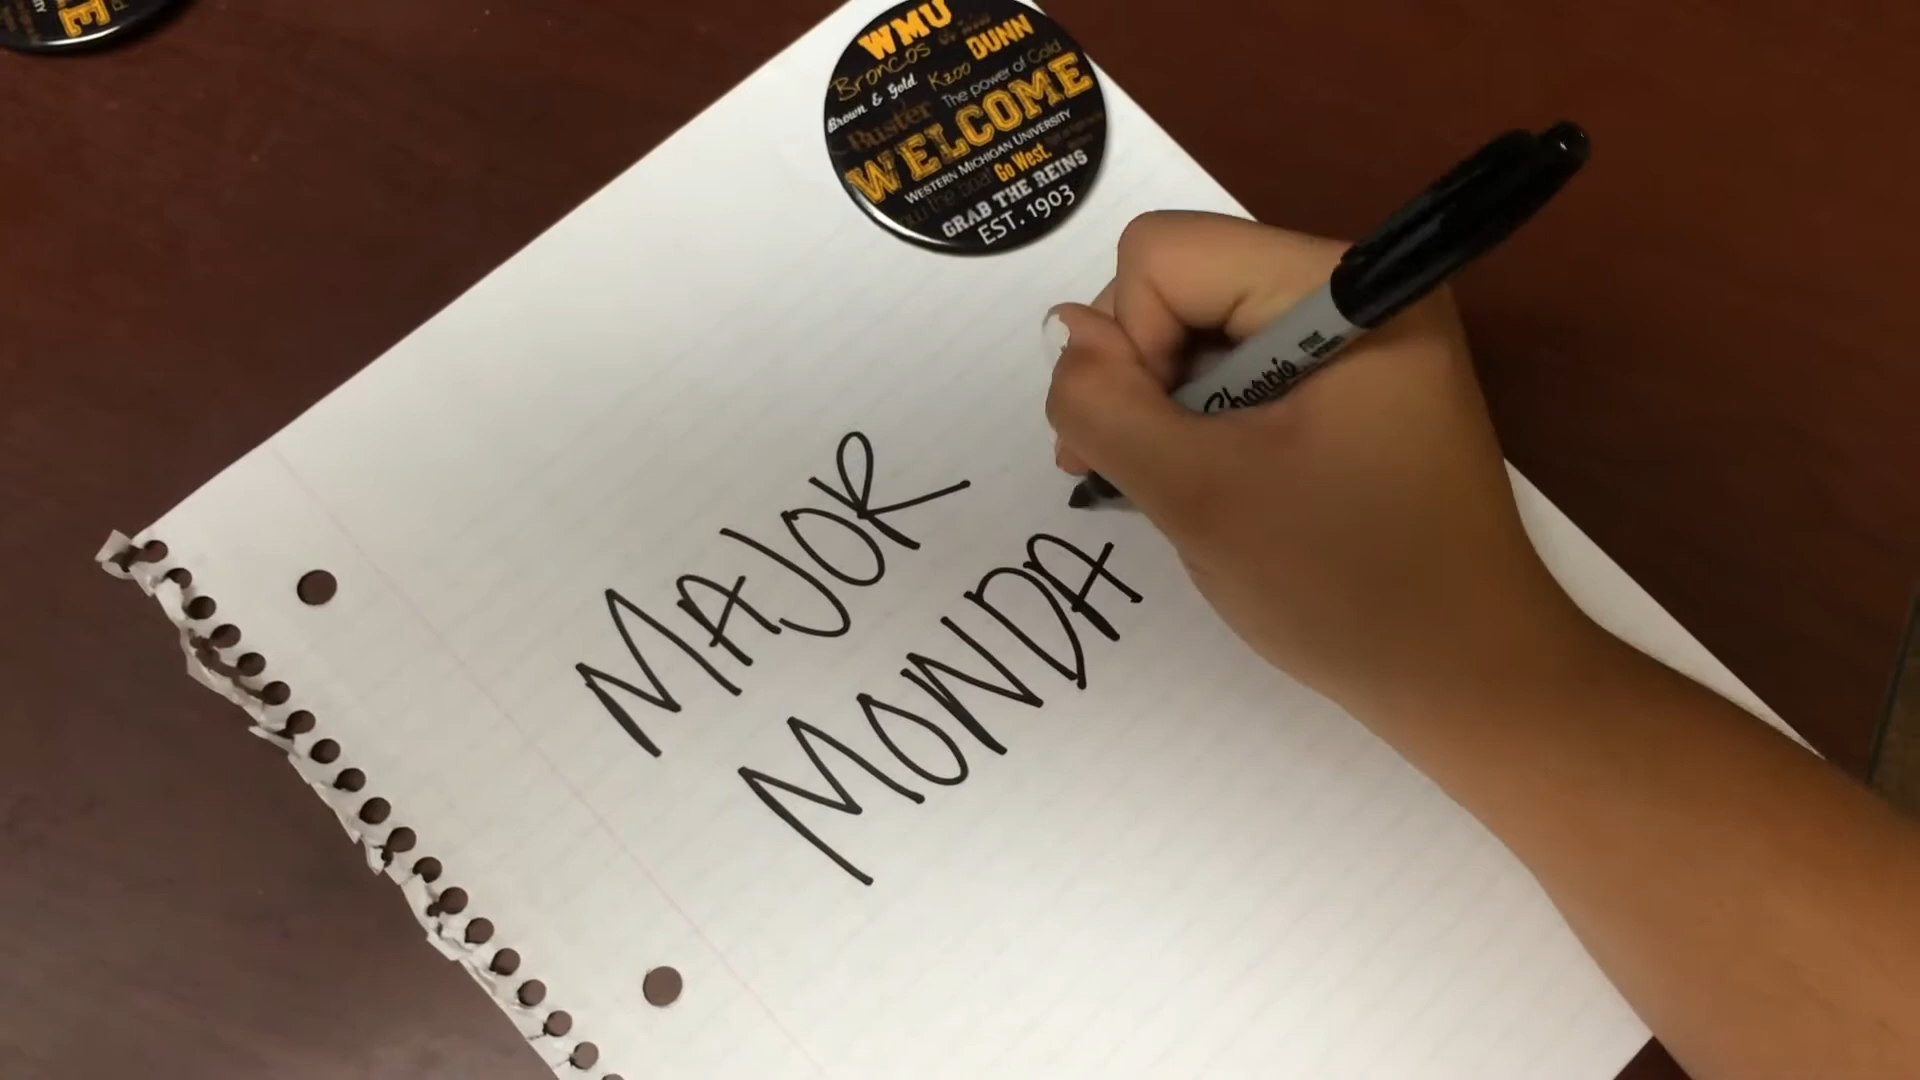 WMU
Broncos
DUNN
Brown & Gold
Kzoo
The power of Gold
Buster
WELCOME
WESTERN MICHIGAN UNIVERSITY
Go West.
GRAB THE REINS
EST. 1903
Sharpie
MAJOR
MONDA